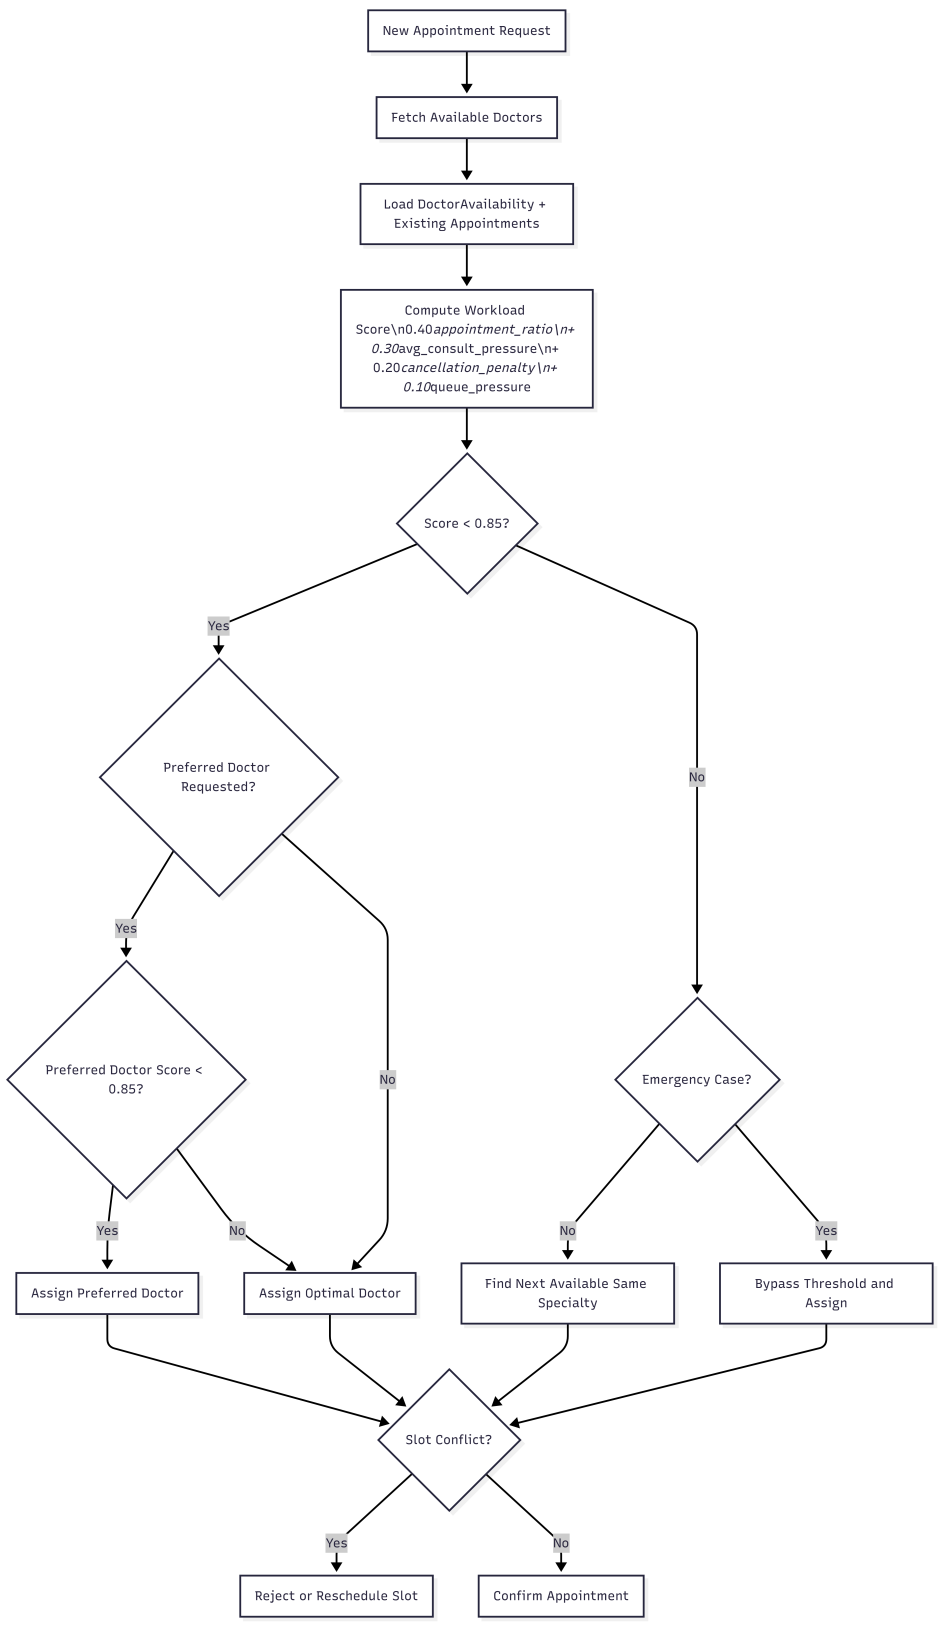 New Appointment Request
Fetch Available Doctors
Load DoctorAvailability +
Existing Appointments
Compute Workload
Score\n0.40appointment_ratio\n+
0.30avg_consult_pressure\n+
0.20cancellation_penalty\n+
0.10queue_pressure
Score < 0.85?
Yes
No
Preferred Doctor
Requested?
Yes
No
Preferred Doctor Score <
0.85?
Emergency Case?
Yes
No
No
Yes
Assign Preferred Doctor
Assign Optimal Doctor
Find Next Available Same
Specialty
Bypass Threshold and
Assign
Slot Conflict?
Yes
No
Reject or Reschedule Slot
Confirm Appointment